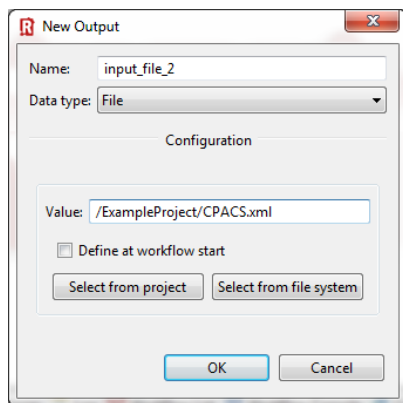 New Output
Name: input_file_2
Data type: File
Configuration
Value: /ExampleProject/CPACS.xml
Define at workflow start
Select from project Select from file system
OK Cancel